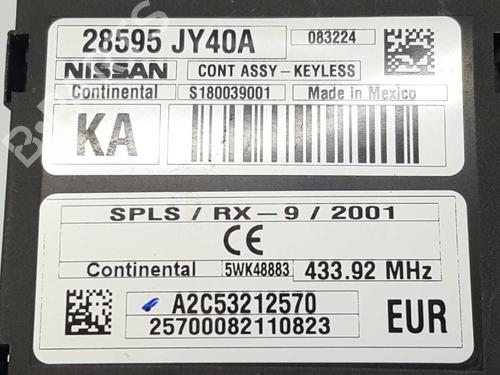 28595 JY40A
083224
NISSAN
CONT ASSY-KEYLESS
Continental
S180039001
Made in Mexico
KA
SPLS / RX-9 / 2001
CE
Continental
5WK48883
433.92 MHz
A2C53212570
25700082110823
EUR